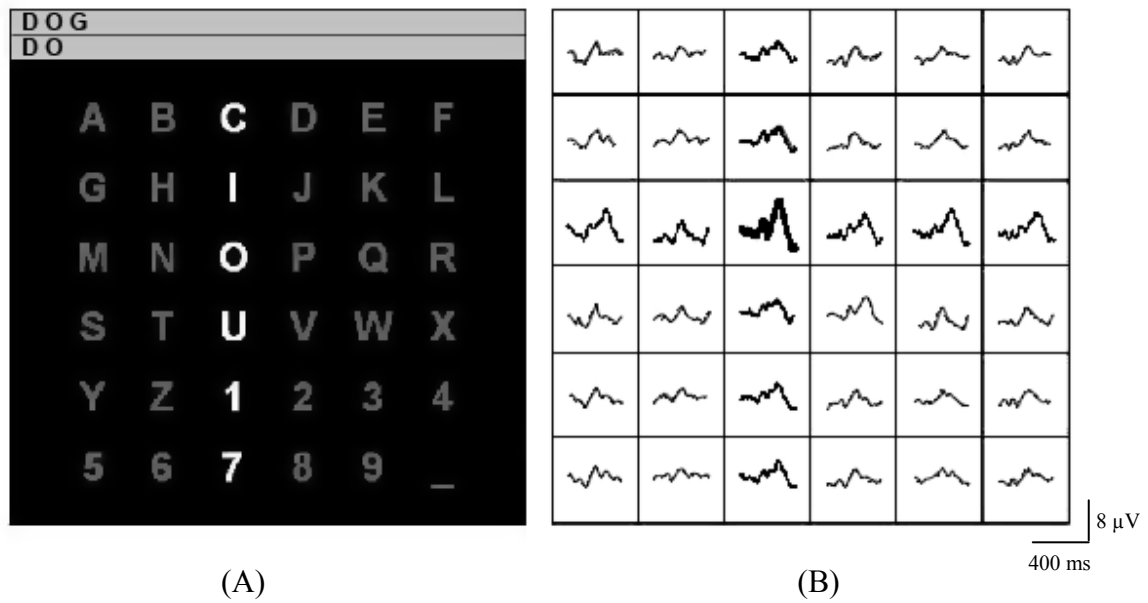 DOG
DO
A B C D E F
G H I J K L
M N O P Q R
S T U V W X
Y Z 1 2 3 4
5 6 7 8 9 _
8 µV
400 ms
(A) (B)